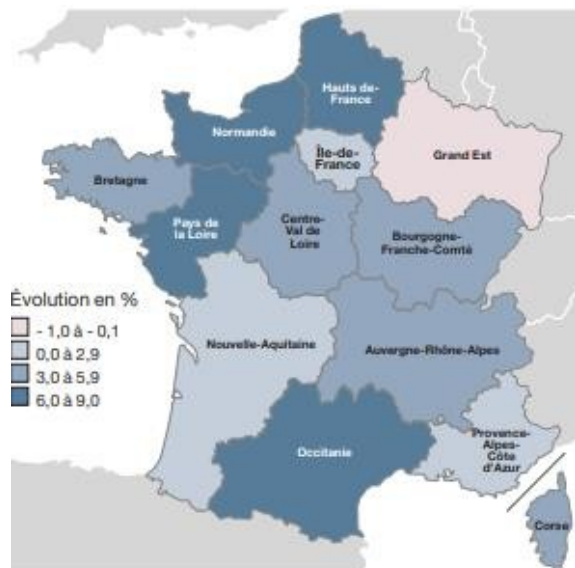 Hauts de-
France
Normandie
Île-de-
France
Grand Est
Bretagne
Pays de
la Loire
Centre-
Val de
Loire
Bourgogne-
Franche-Comté
Évolution en %
- 1,0 à - 0,1
0,0 à 2,9
3,0 à 5,9
6,0 à 9,0
Nouvelle-Aquitaine
Auvergne-Rhône-Alpes
Occitanie
Provence-
Alpes-
Côte
d'Azur
Corse